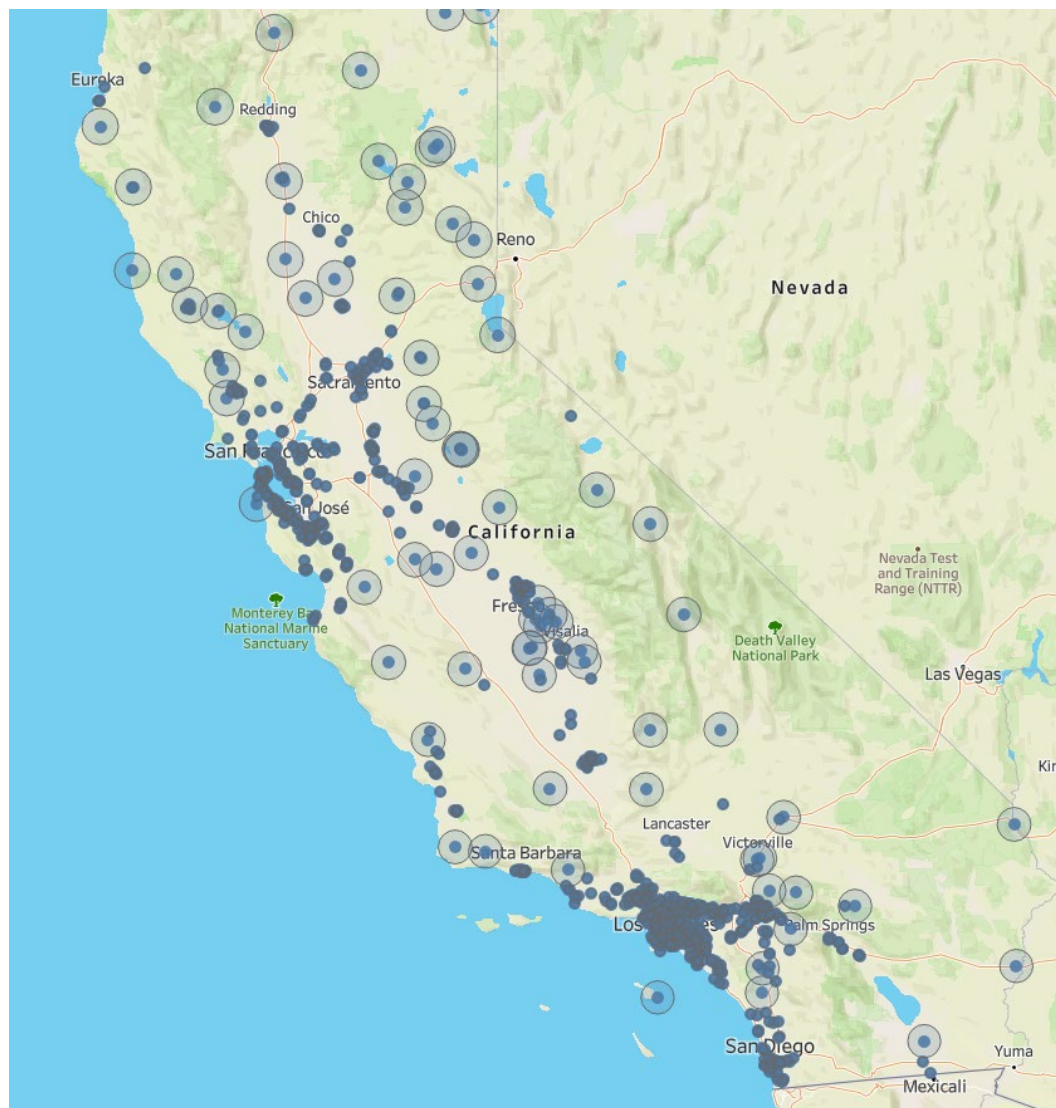 Eureka
Redding
Chico
Reno
Nevada
Sacramento
San Francisco
San José
California
Nevada Test
and Training
Range (NTTR)
Fresno
Monterey Bay
National Marine
Sanctuary
Visalia
Death Valley
National Park
Las Vegas
Kin
Lancaster
Victorville
Santa Barbara
Los Angeles
Palm Springs
San Diego
Yuma
Mexicali